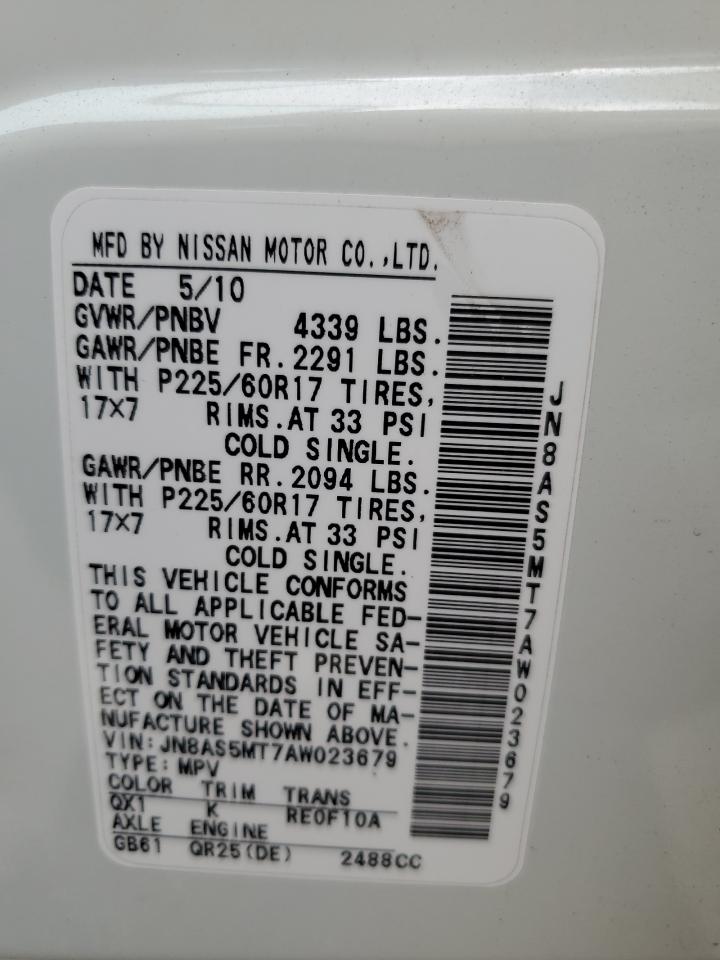 MFD BY NISSAN MOTOR CO.,LTD.
DATE 5/10
GVWR/PNBV 4339 LBS.
GAWR/PNBE FR.2291 LBS.
WITH P225/60R17 TIRES,
17X7 RIMS.AT 33 PSI
COLD SINGLE.
GAWR/PNBE RR.2094 LBS.
WITH P225/60R17 TIRES,
17X7 RIMS.AT 33 PSI
COLD SINGLE.
THIS VEHICLE CONFORMS
TO ALL APPLICABLE FED-
ERAL MOTOR VEHICLE SA-
FETY AND THEFT PREVEN-
TION STANDARDS IN EFF-
ECT ON THE DATE OF MA-
NUFACTURE SHOWN ABOVE.
VIN:JN8AS5MT7AW023679
TYPE:MPV
COLOR TRIM TRANS
QX1 K RE0F10A
AXLE ENGINE
GB61 QR25(DE) 2488CC
JN8AS5MT7AW023679